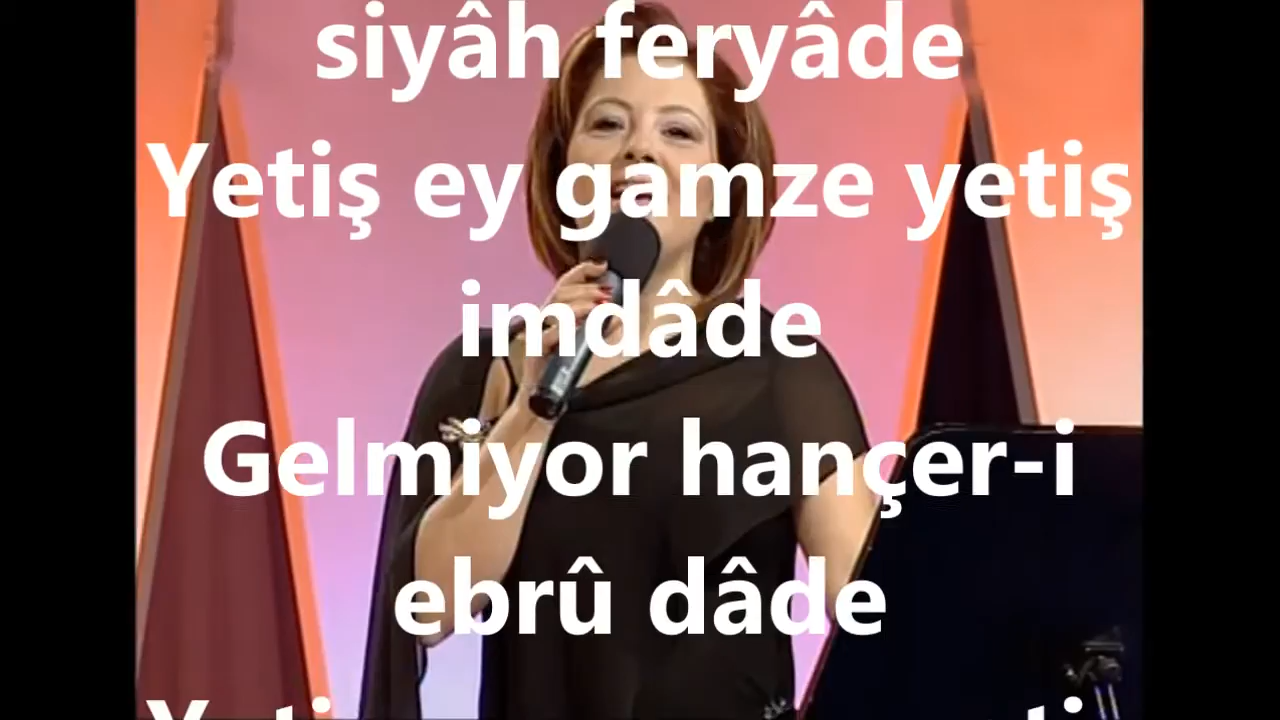 siyâh feryâde
Yetiş ey gamze yetiş
imdâde
Gelmiyor hançer-i
ebrû dâde